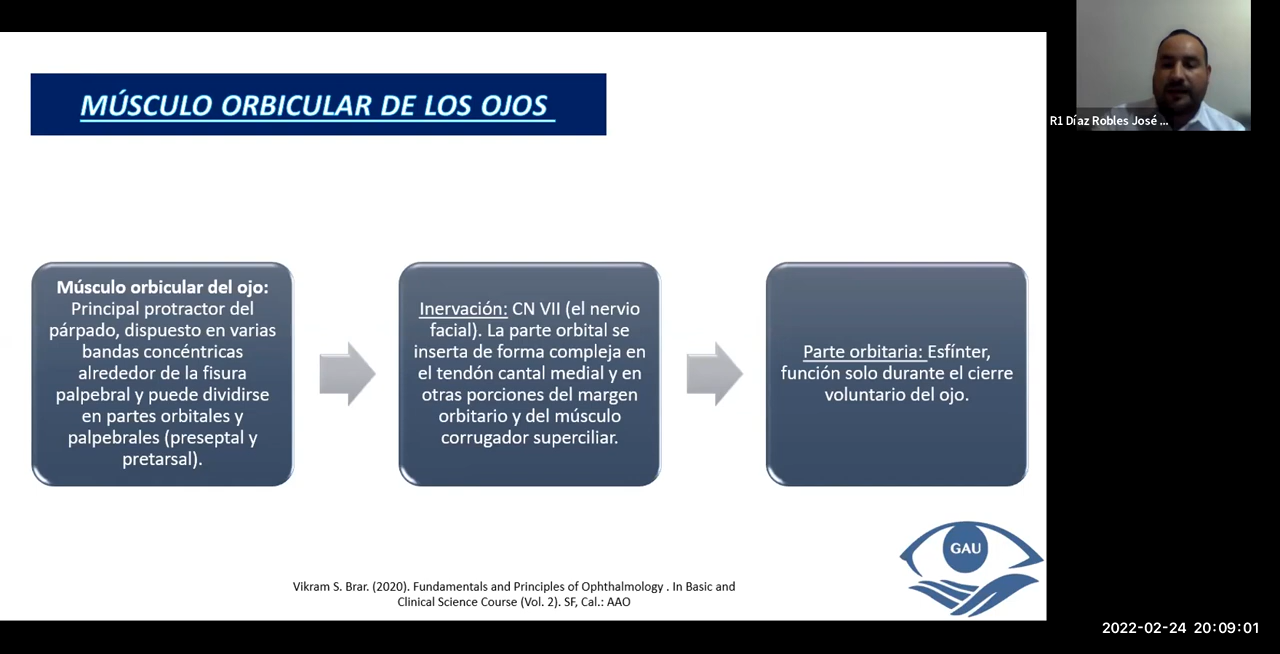 MÚSCULO ORBICULAR DE LOS OJOS
R1 Díaz Robles José ...
Músculo orbicular del ojo:
Principal protractor del
párpado, dispuesto en varias
bandas concéntricas
alrededor de la fisura
palpebral y puede dividirse
en partes orbitales y
palpebrales (preseptal y
pretarsal).
Inervación: CN VII (el nervio
facial). La parte orbital se
inserta de forma compleja en
el tendón cantal medial y en
otras porciones del margen
orbitario y del músculo
corrugador superciliar.
Parte orbitaria: Esfínter,
función solo durante el cierre
voluntario del ojo.
GAU
Vikram S. Brar. (2020). Fundamentals and Principles of Ophthalmology . In Basic and
Clinical Science Course (Vol. 2). SF, Cal.: AAO
2022-02-24 20:09:01